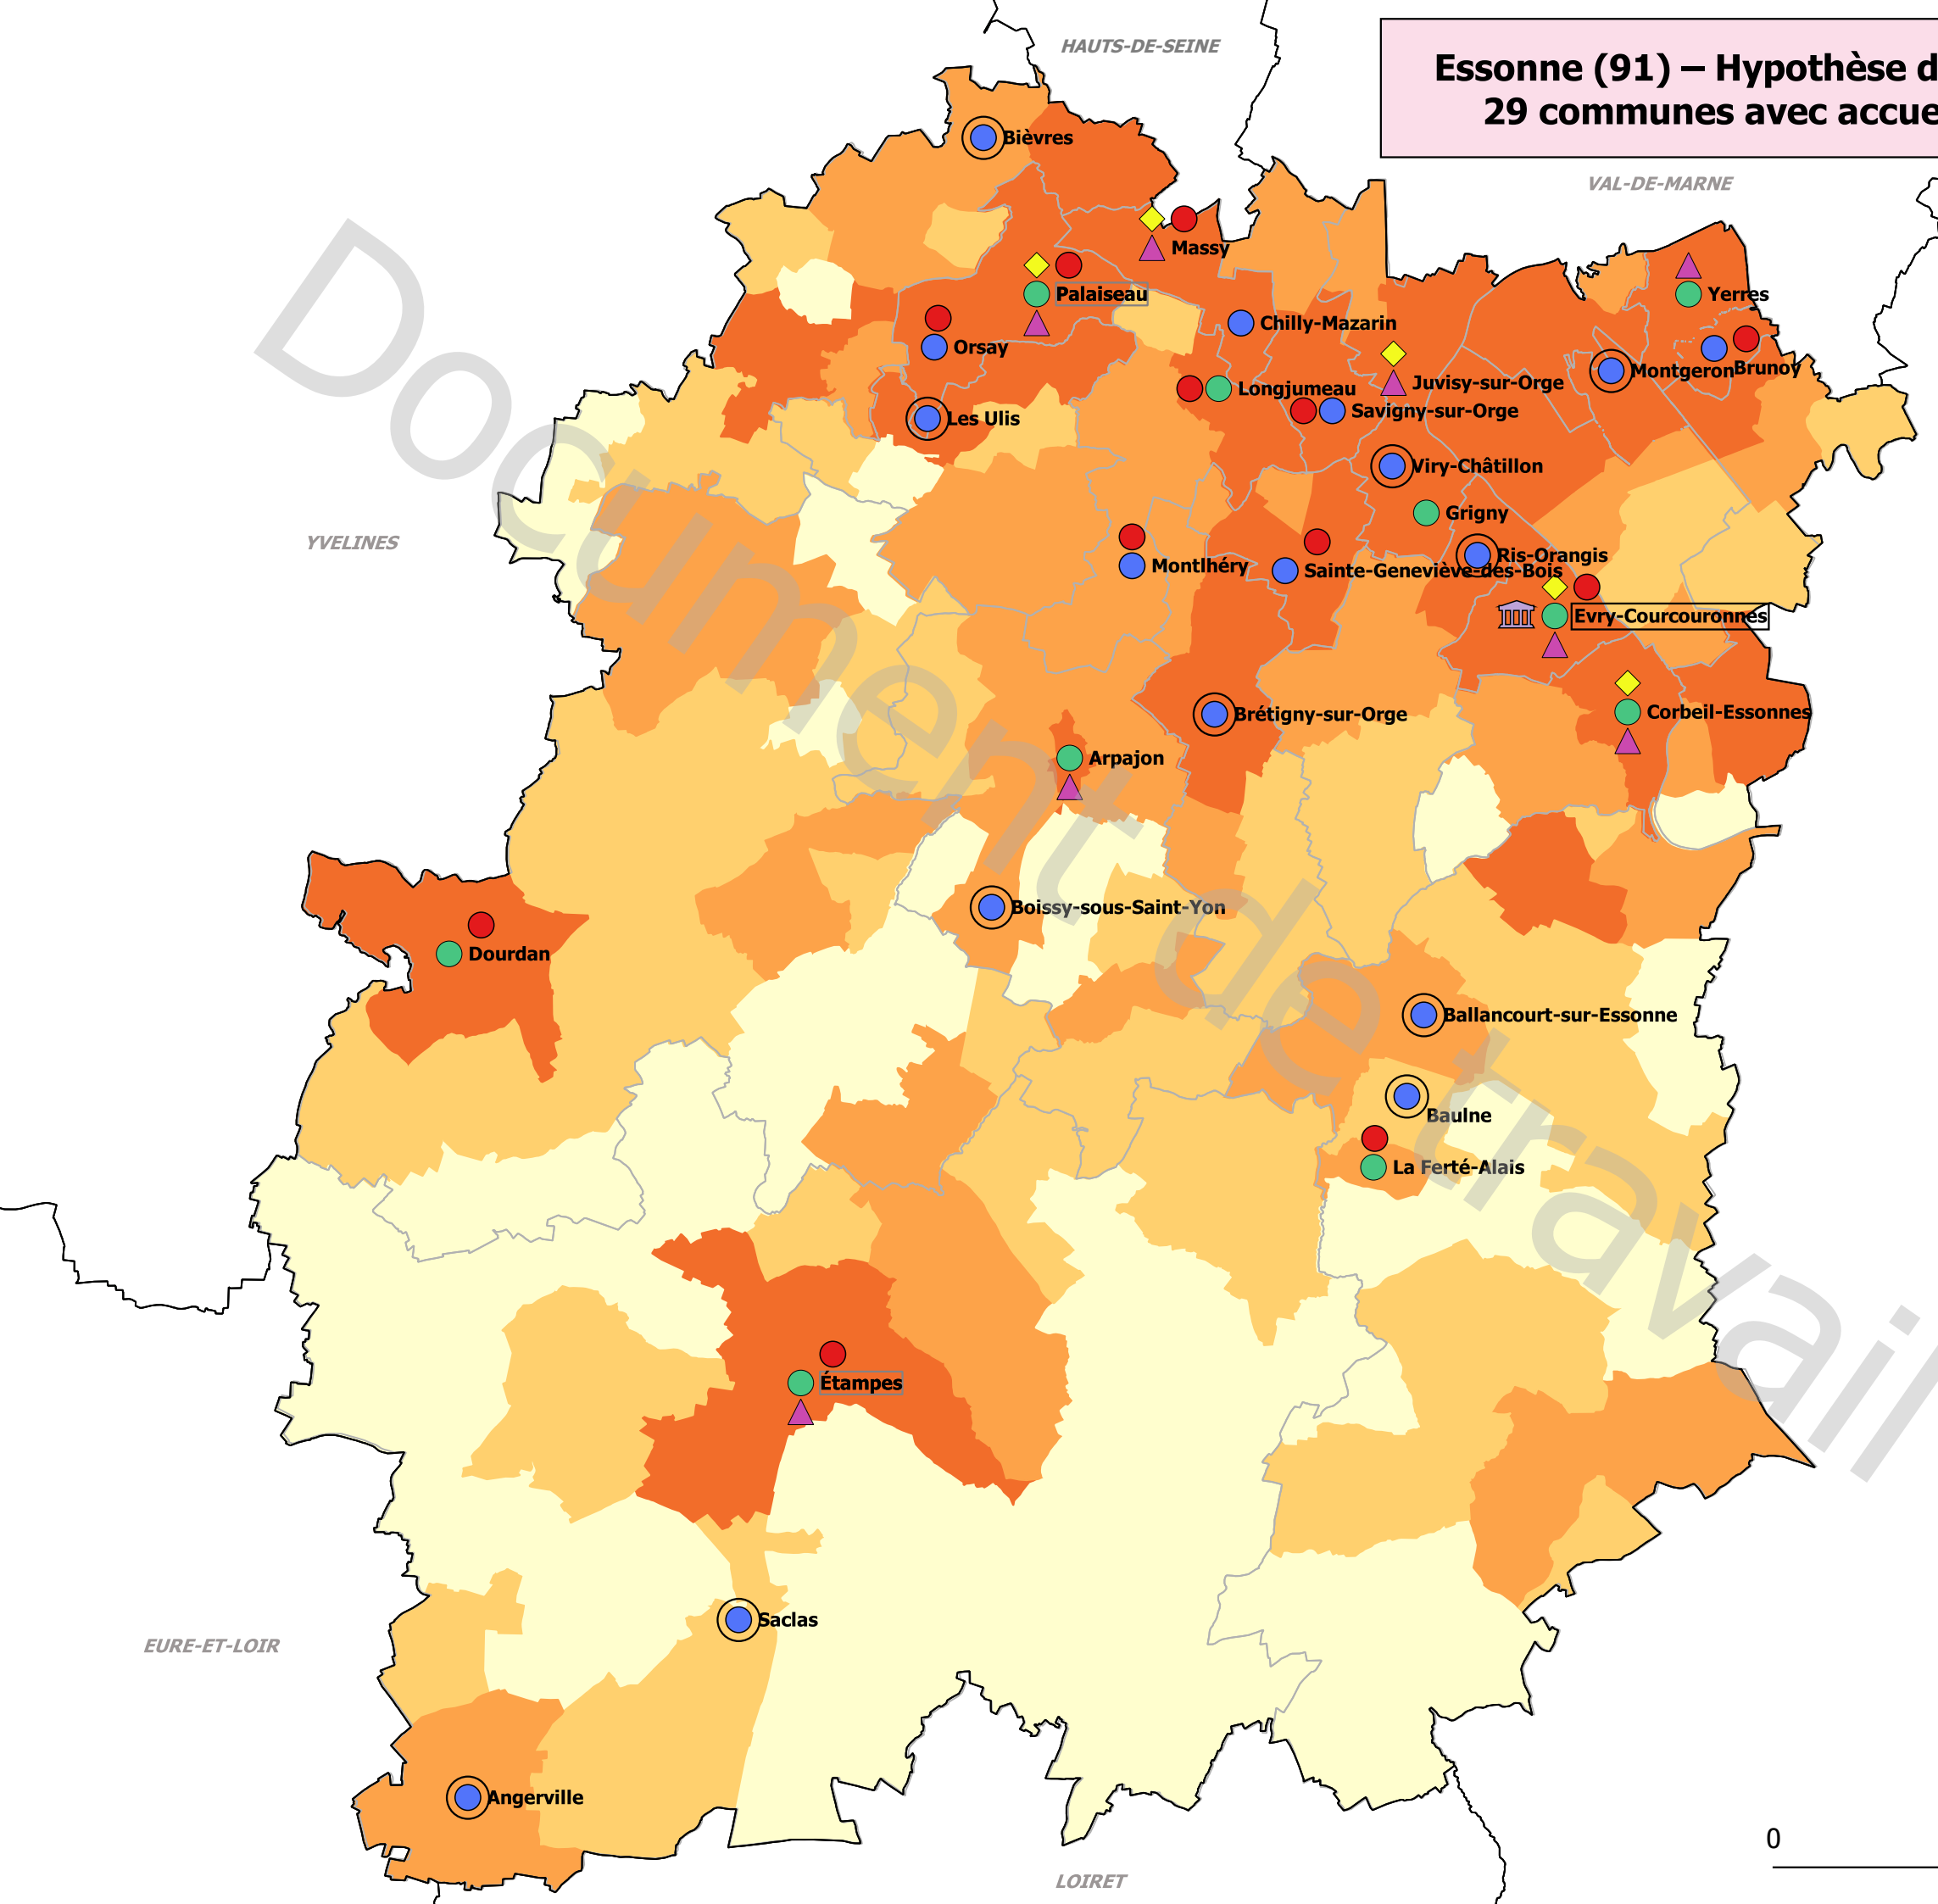 HAUTS-DE-SEINE
Essonne (91) – Hypothèse d
29 communes avec accue
VAL-DE-MARNE
Bièvres
Massy
Palaiseau
Yerres
Chilly-Mazarin
Orsay
Montgeron
Brunoy
Juvisy-sur-Orge
Longjumeau
Savigny-sur-Orge
Les Ulis
Viry-Châtillon
Grigny
YVELINES
Ris-Orangis
Montlhéry
Sainte-Geneviève-des-Bois
Evry-Courcouronnes
Corbeil-Essonnes
Brétigny-sur-Orge
Arpajon
Boissy-sous-Saint-Yon
Dourdan
Ballancourt-sur-Essonne
Baulne
La Ferté-Alais
Étampes
Saclas
EURE-ET-LOIR
Angerville
0
LOIRET
Document de travail